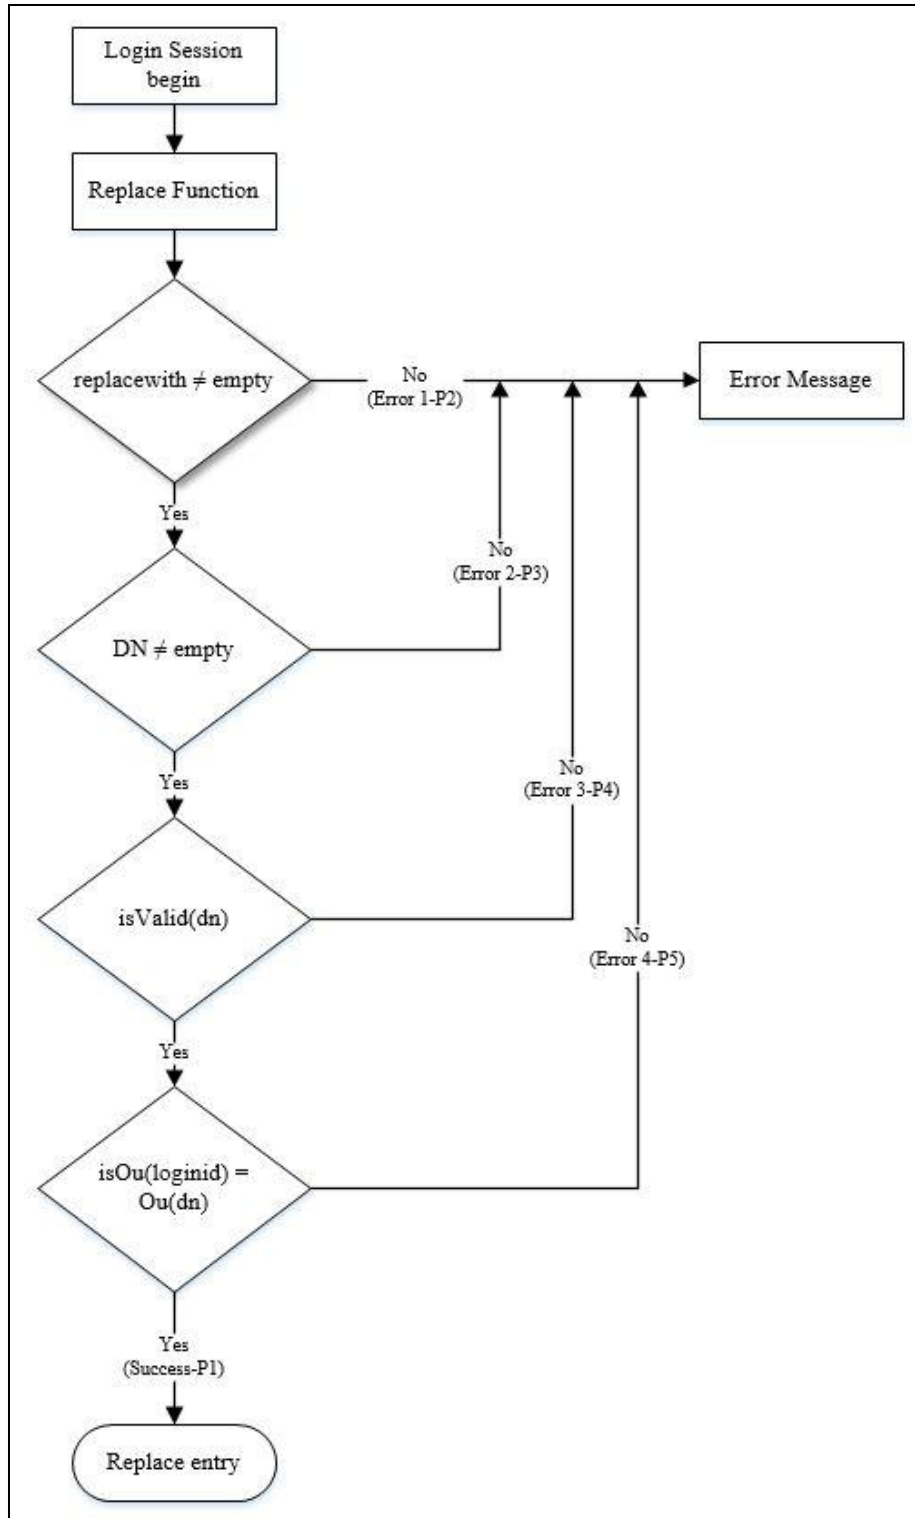 Login Session
begin
Replace Function
replacewith ≠ empty
No
(Error 1-P2)
Error Message
Yes
No
(Error 2-P3)
DN ≠ empty
Yes
No
(Error 3-P4)
isValid(dn)
No
(Error 4-P5)
Yes
isOu(loginid) =
Ou(dn)
Yes
(Success-P1)
Replace entry